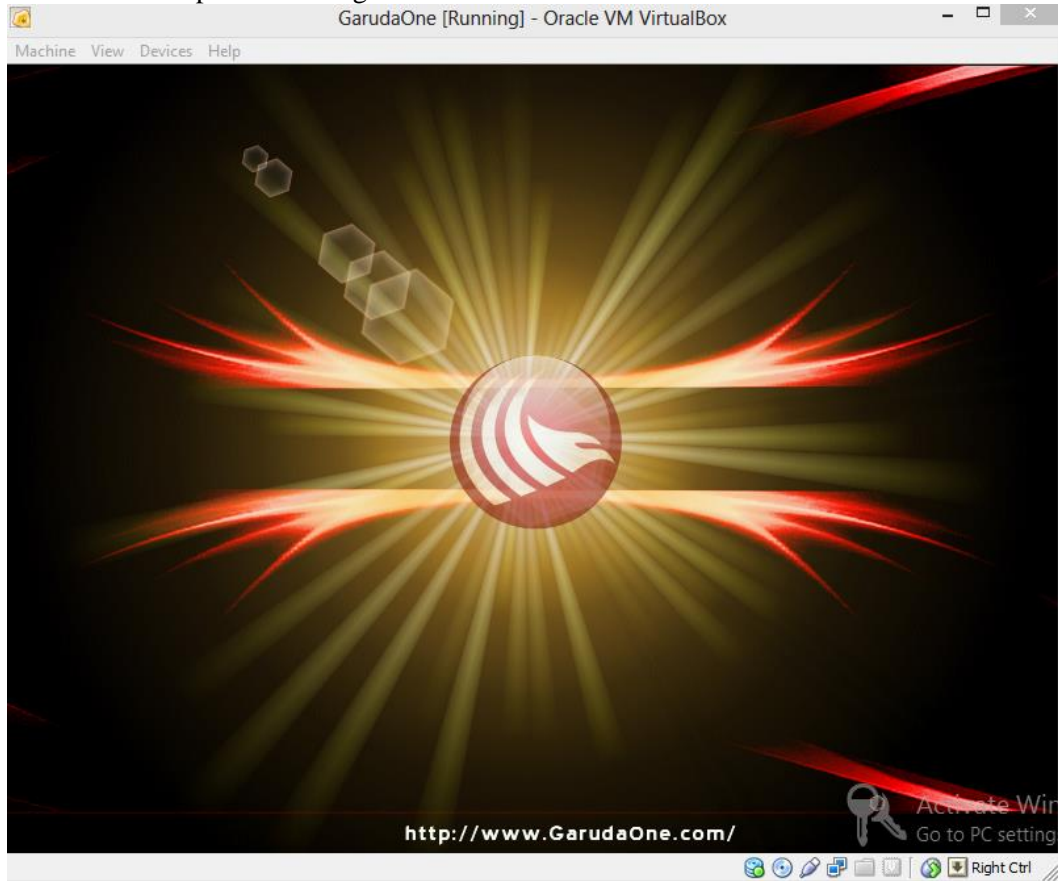 GarudaOne [Running] - Oracle VM VirtualBox
Machine View Devices Help
http://www.GarudaOne.com/
Activate Win
Go to PC setting
Right Ctrl